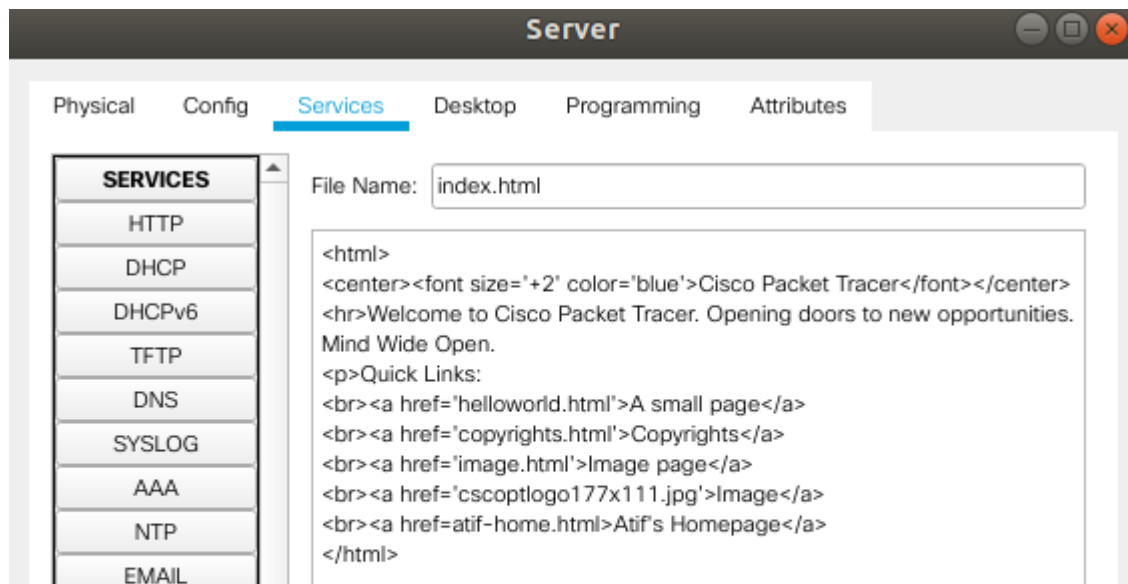 Server
Physical Config Services Desktop Programming Attributes
SERVICES
HTTP
DHCP
DHCPv6
TFTP
DNS
SYSLOG
AAA
NTP
EMAIL
File Name: index.html
<html>
<center><font size='+2' color='blue'>Cisco Packet Tracer</font></center>
<hr>Welcome to Cisco Packet Tracer. Opening doors to new opportunities.
Mind Wide Open.
<p>Quick Links:
<br><a href='helloworld.html'>A small page</a>
<br><a href='copyrights.html'>Copyrights</a>
<br><a href='image.html'>Image page</a>
<br><a href='cscoptlogo177x111.jpg'>Image</a>
<br><a href=atif-home.html>Atif's Homepage</a>
</html>